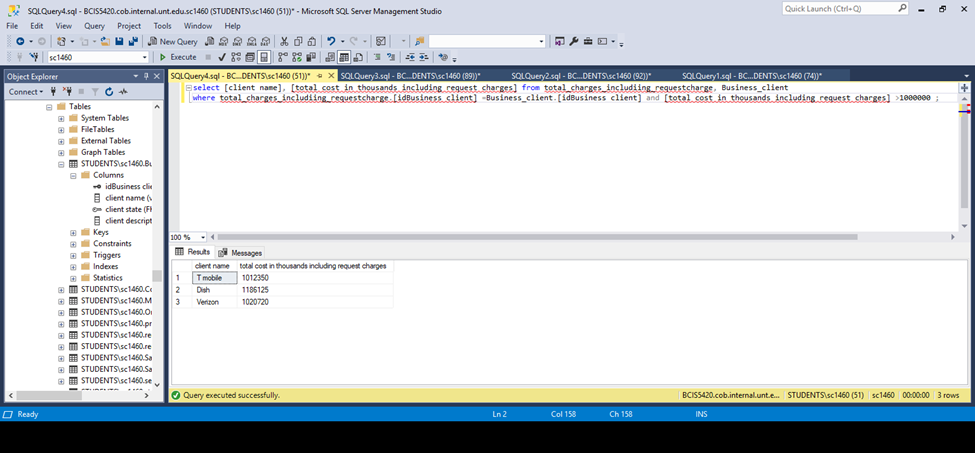 SQLQuery4.sql - BCIS5420.cob.internal.unt.edu.sc1460 (STUDENTS\sc1460 (51))* - Microsoft SQL Server Management Studio
Quick Launch (Ctrl+Q)
File Edit View Query Project Tools Window Help
New Query
sc1460 Execute
Object Explorer
SQLQuery4.sql - BC...DENTS\sc1460 (51))* SQLQuery3.sql - BC...DENTS\sc1460 (89))* SQLQuery2.sql - BC...DENTS\sc1460 (92))* SQLQuery1.sql - BC...DENTS\sc1460 (74))*
Connect
Tables
System Tables
FileTables
External Tables
Graph Tables
STUDENTS\sc1460.Bu
Columns
idBusiness clie
client name (v
client state (FK
client descript
Keys
Constraints
Triggers
Indexes
Statistics
STUDENTS\sc1460.Co
STUDENTS\sc1460.M
STUDENTS\sc1460.Or
STUDENTS\sc1460.pr
STUDENTS\sc1460.re
STUDENTS\sc1460.re
STUDENTS\sc1460.Sa
STUDENTS\sc1460.Sa
STUDENTS\sc1460.se
select [client name], [total cost in thousands including request charges] from total_charges_includiing_requestcharge, Business_client
where total_charges_includiing_requestcharge.[idBusiness client] =Business_client.[idBusiness client] and [total cost in thousands including request charges] >1000000 ;
100 %
Results Messages
client name total cost in thousands including request charges
1 T mobile 1012350
2 Dish 1186125
3 Verizon 1020720
Query executed successfully. BCIS5420.cob.internal.unt.e... STUDENTS\sc1460 (51) sc1460 00:00:00 3 rows
Ready Ln 2 Col 158 Ch 158 INS